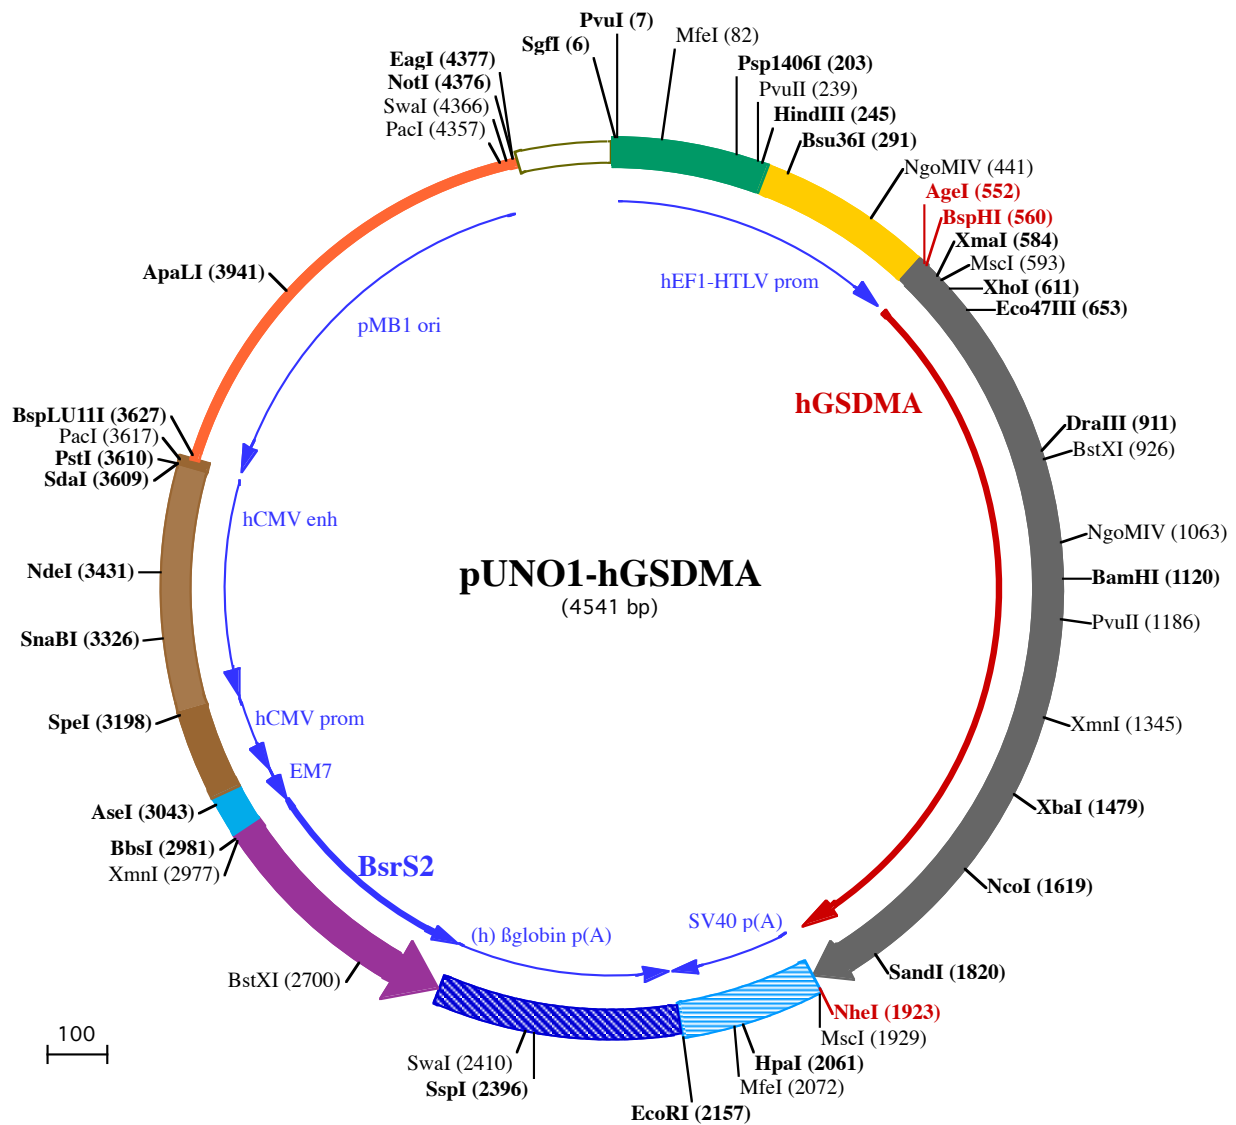 PvuI (7)
SgfI (6)
MfeI (82)
Psp1406I (203)
PvuII (239)
HindIII (245)
Bsu36I (291)
NgoMIV (441)
AgeI (552)
BspHI (560)
XmaI (584)
MscI (593)
XhoI (611)
Eco47III (653)
DraIII (911)
BstXI (926)
NgoMIV (1063)
BamHI (1120)
PvuII (1186)
XmnI (1345)
XbaI (1479)
NcoI (1619)
SandI (1820)
NheI (1923)
MscI (1929)
HpaI (2061)
MfeI (2072)
EcoRI (2157)
SspI (2396)
SwaI (2410)
BstXI (2700)
XmnI (2977)
BbsI (2981)
AseI (3043)
SpeI (3198)
SnaBI (3326)
NdeI (3431)
SdaI (3609)
PstI (3610)
PacI (3617)
BspLU11I (3627)
ApaLI (3941)
PacI (4357)
SwaI (4366)
NotI (4376)
EagI (4377)
hEF1-HTLV prom
hGSDMA
SV40 p(A)
(h) ßglobin p(A)
BsrS2
EM7
hCMV prom
hCMV enh
pMB1 ori
pUNO1-hGSDMA
(4541 bp)
100